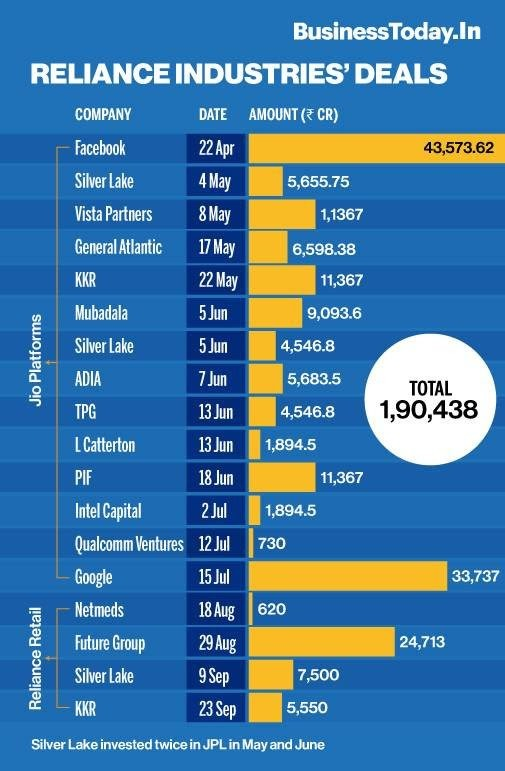 BusinessToday.In
RELIANCE INDUSTRIES' DEALS
COMPANY DATE AMOUNT (₹ CR)
Jio Platforms
Facebook 22 Apr 43,573.62
Silver Lake 4 May 5,655.75
Vista Partners 8 May 1,1367
General Atlantic 17 May 6,598.38
KKR 22 May 11,367
Mubadala 5 Jun 9,093.6
Silver Lake 5 Jun 4,546.8
ADIA 7 Jun 5,683.5
TPG 13 Jun 4,546.8
L Catterton 13 Jun 1,894.5
PIF 18 Jun 11,367
Intel Capital 2 Jul 1,894.5
Qualcomm Ventures 12 Jul 730
Google 15 Jul 33,737
TOTAL
1,90,438
Reliance Retail
Netmeds 18 Aug 620
Future Group 29 Aug 24,713
Silver Lake 9 Sep 7,500
KKR 23 Sep 5,550
Silver Lake invested twice in JPL in May and June